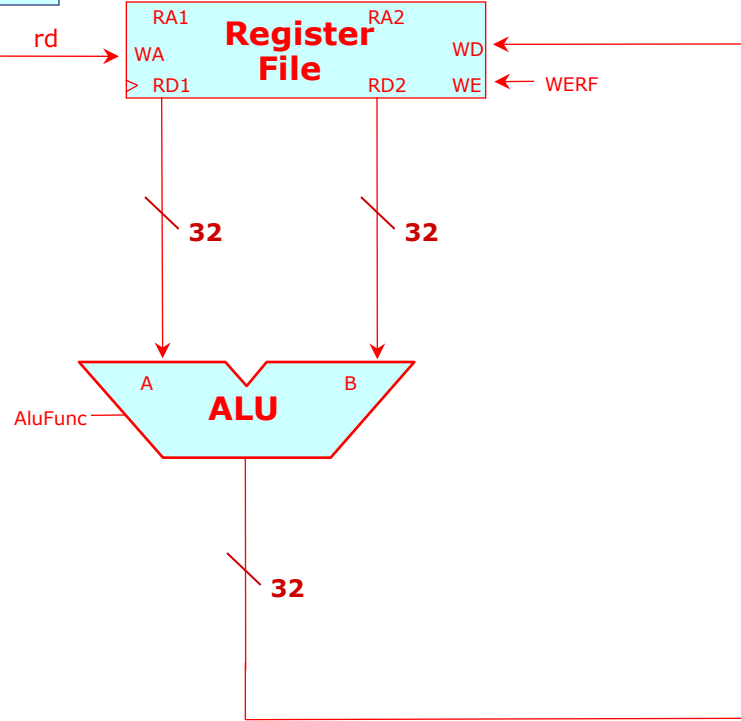 RA1
RA2
rd
Register
File
WA
WD
RD1
RD2
WE
WERF
32
32
A
B
ALU
AluFunc
32